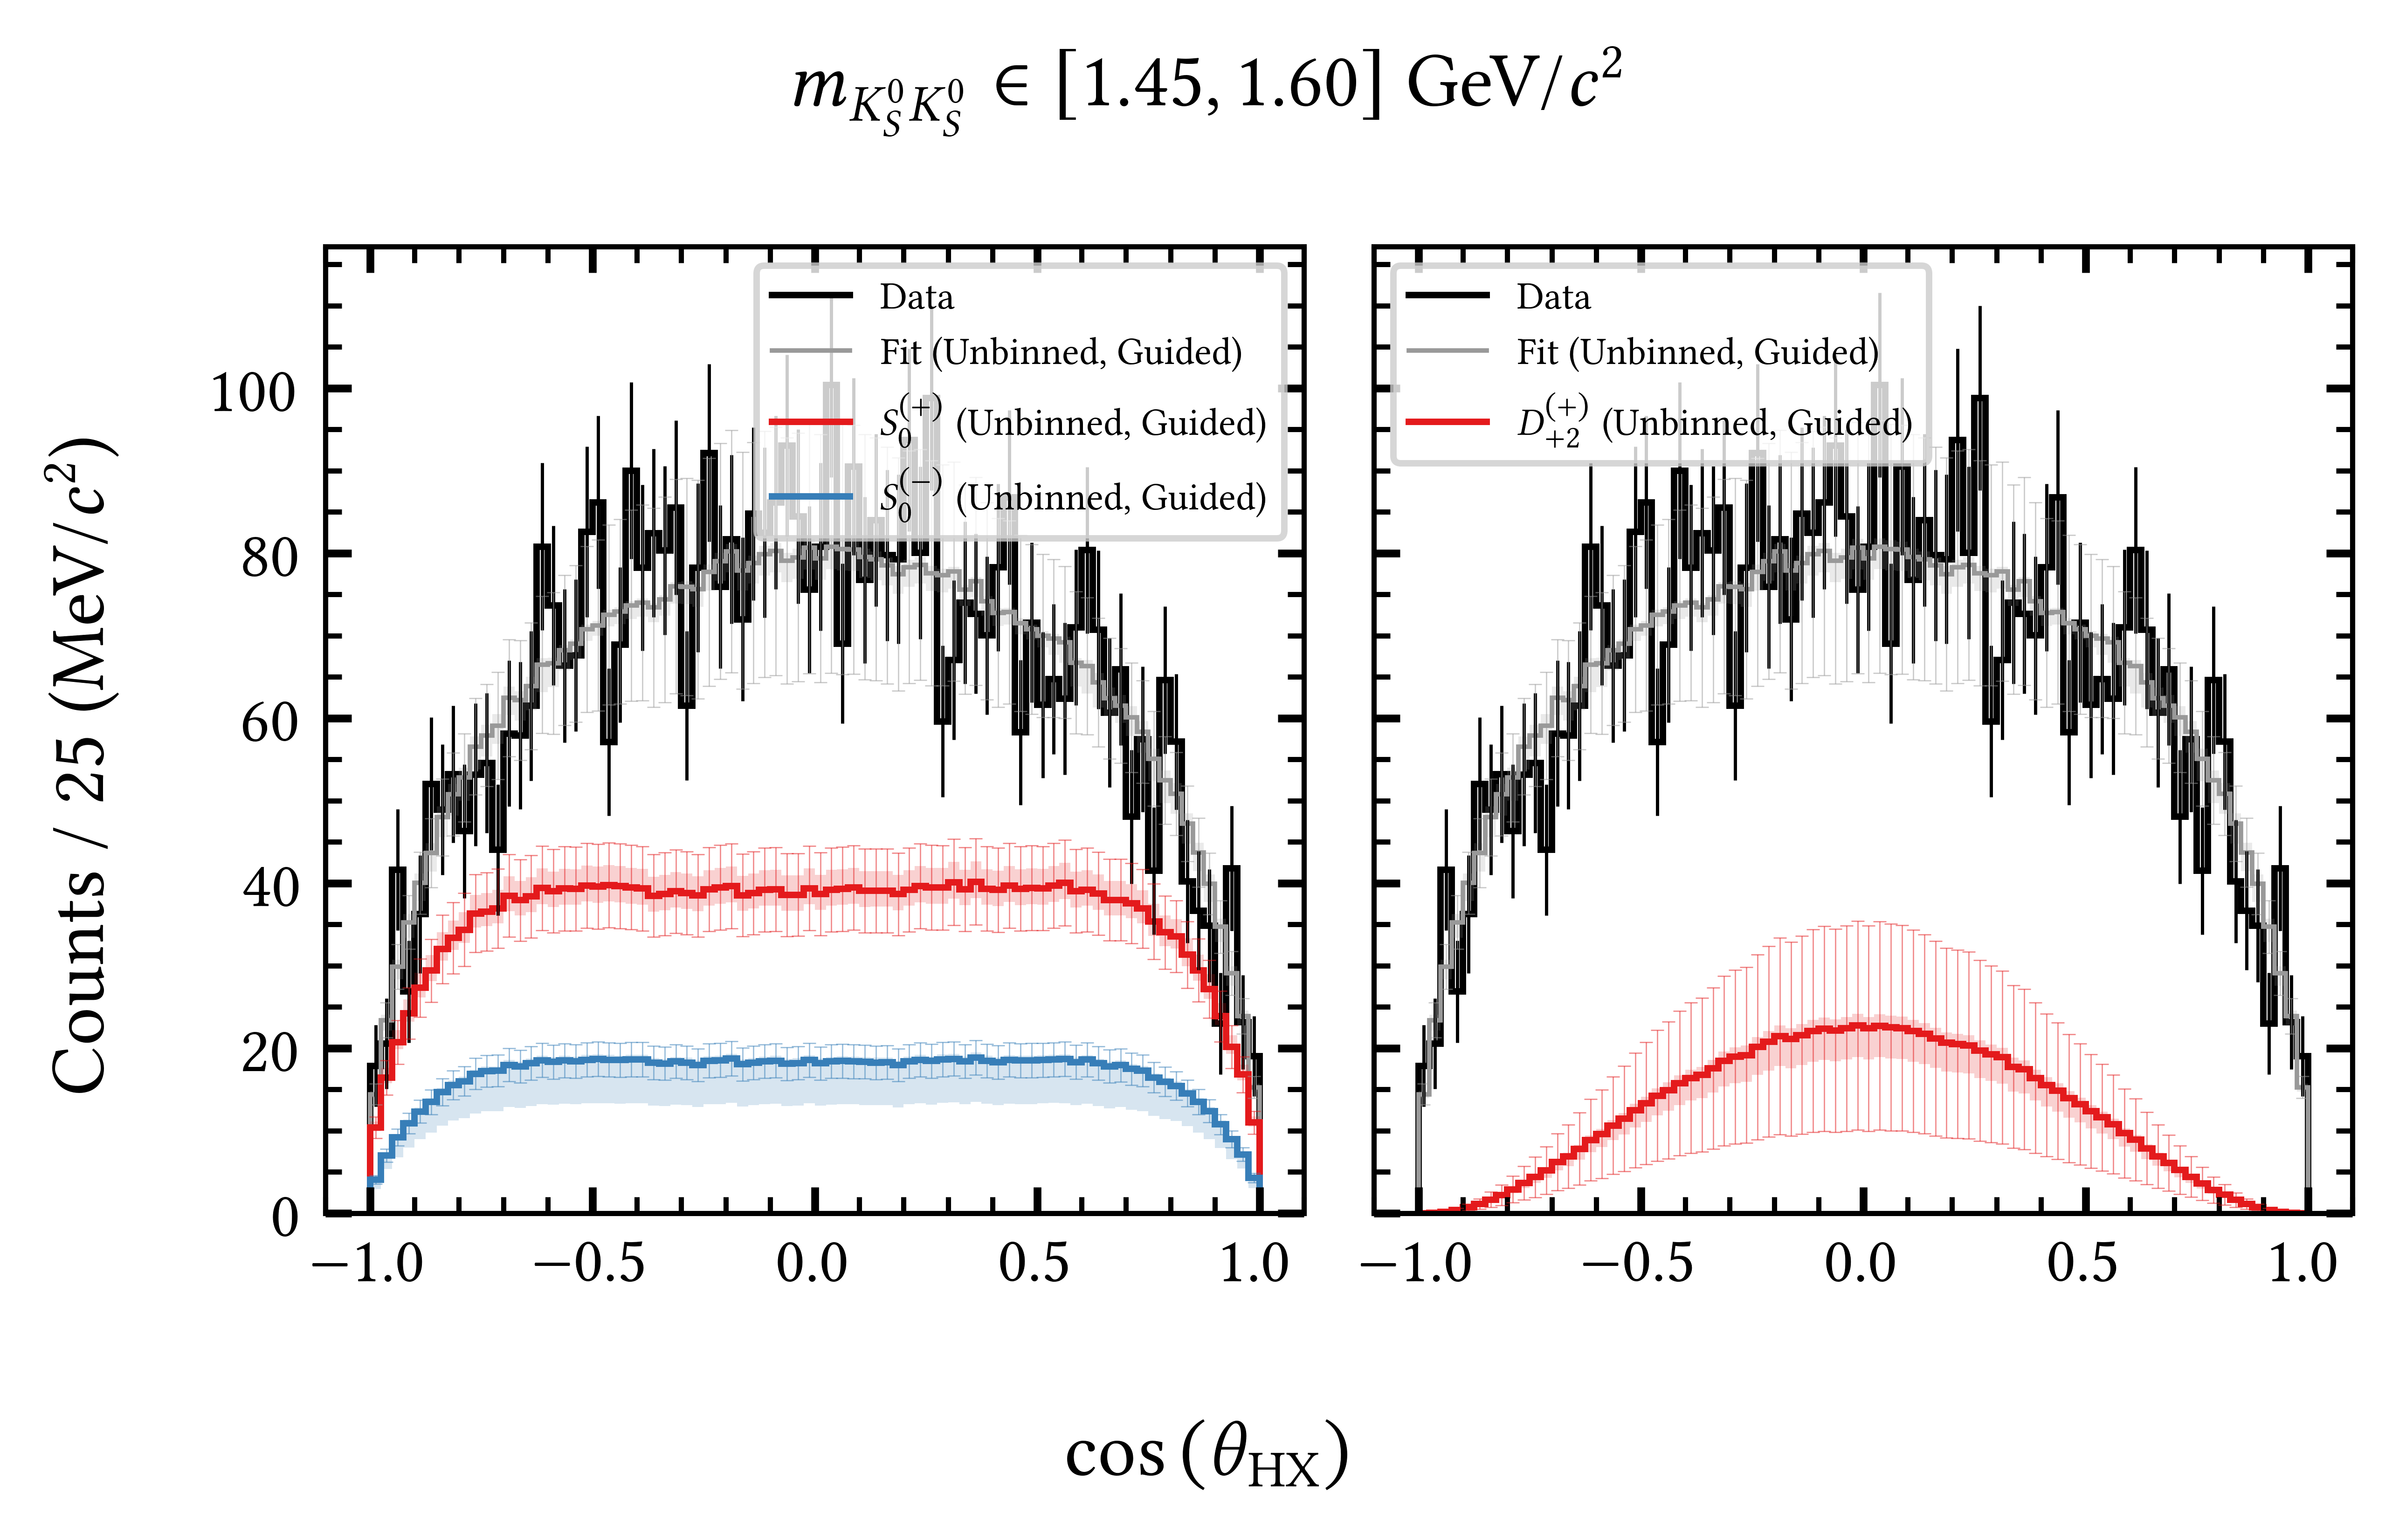 m_{K_S^0 K_S^0} ∈ [1.45, 1.60] GeV/c²
Counts / 25 (MeV/c²)
100
80
60
40
20
0
Data
Fit (Unbinned, Guided)
S_0^{(+)} (Unbinned, Guided)
S_0^{(−)} (Unbinned, Guided)
−1.0 −0.5 0.0 0.5 1.0
Data
Fit (Unbinned, Guided)
D_{+2}^{(+)} (Unbinned, Guided)
−1.0 −0.5 0.0 0.5 1.0
cos (θ_HX)